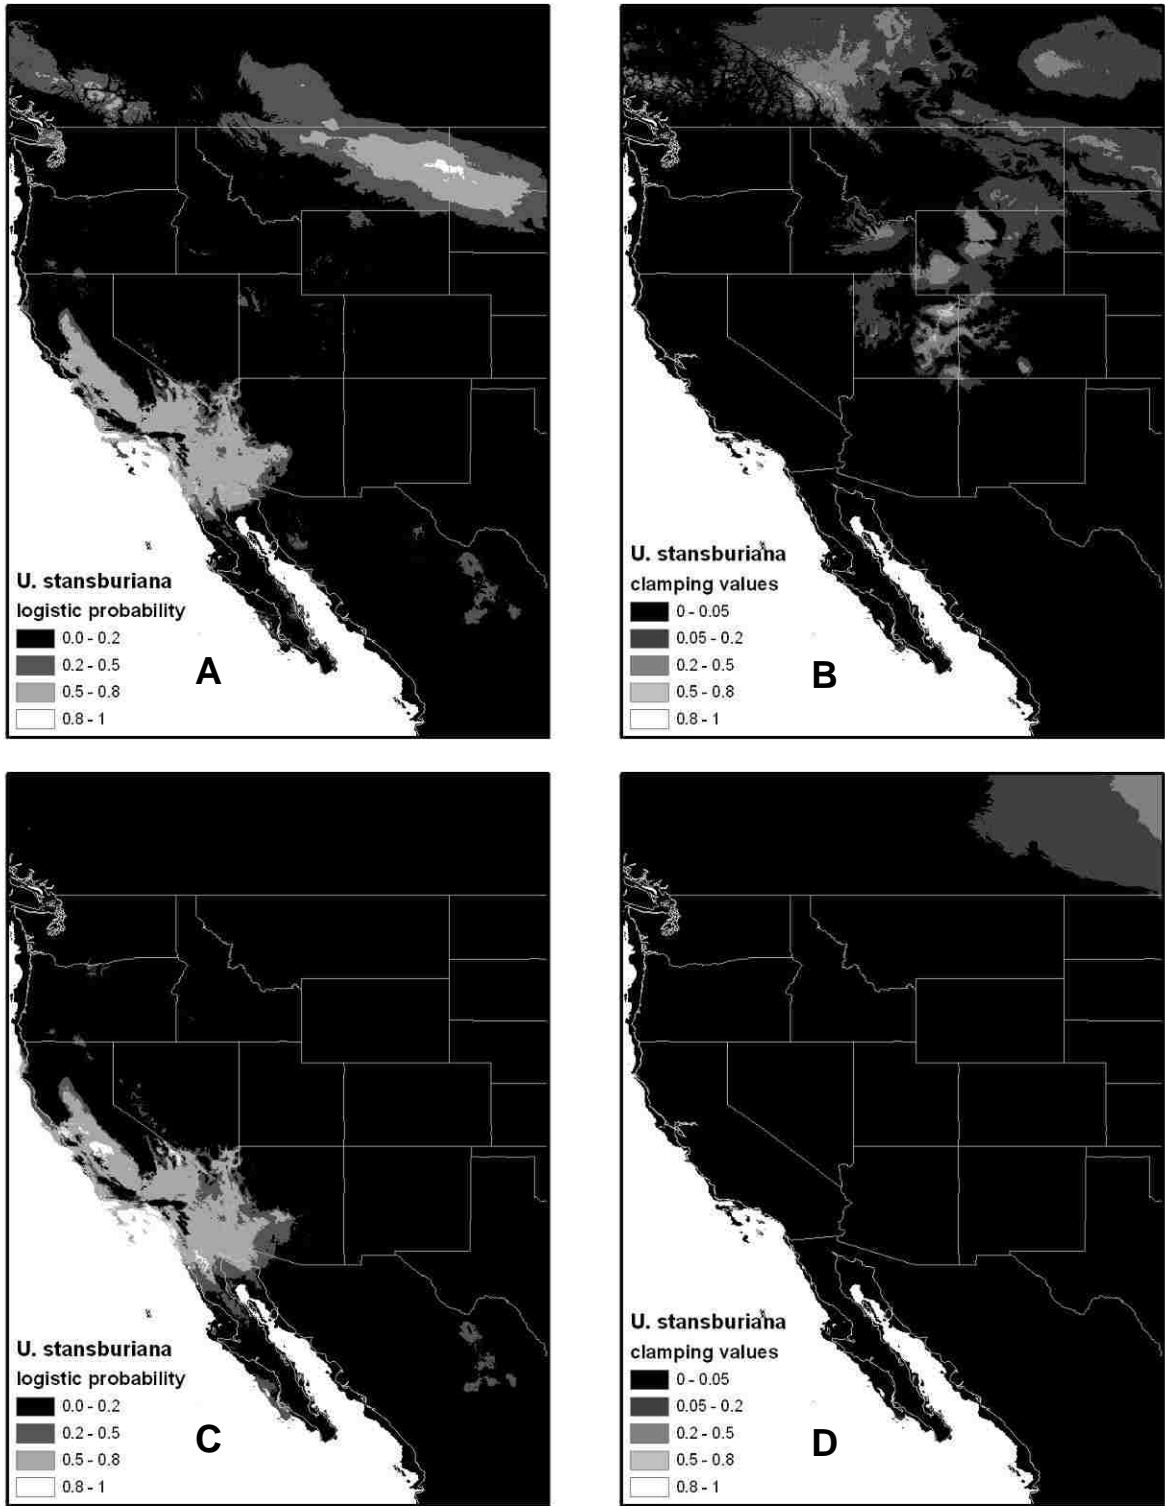 U. stansburiana
logistic probability
0.0 - 0.2
0.2 - 0.5
0.5 - 0.8
0.8 - 1
A
U. stansburiana
clamping values
0 - 0.05
0.05 - 0.2
0.2 - 0.5
0.5 - 0.8
0.8 - 1
B
U. stansburiana
logistic probability
0.0 - 0.2
0.2 - 0.5
0.5 - 0.8
0.8 - 1
C
U. stansburiana
clamping values
0 - 0.05
0.05 - 0.2
0.2 - 0.5
0.5 - 0.8
0.8 - 1
D